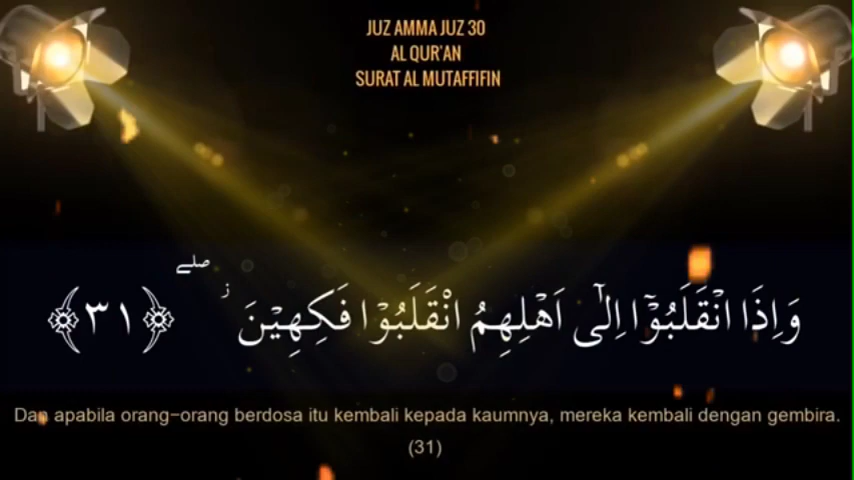 JUZ AMMA JUZ 30
AL QUR'AN
SURAT AL MUTAFFIFIN
وَاِذَا انْقَلَبُوْٓا اِلٰٓى اَهْلِهِمُ انْقَلَبُوْا فَكِهِيْنَ ۖ ز ﴿٣١﴾
Dan apabila orang-orang berdosa itu kembali kepada kaumnya, mereka kembali dengan gembira.
(31)